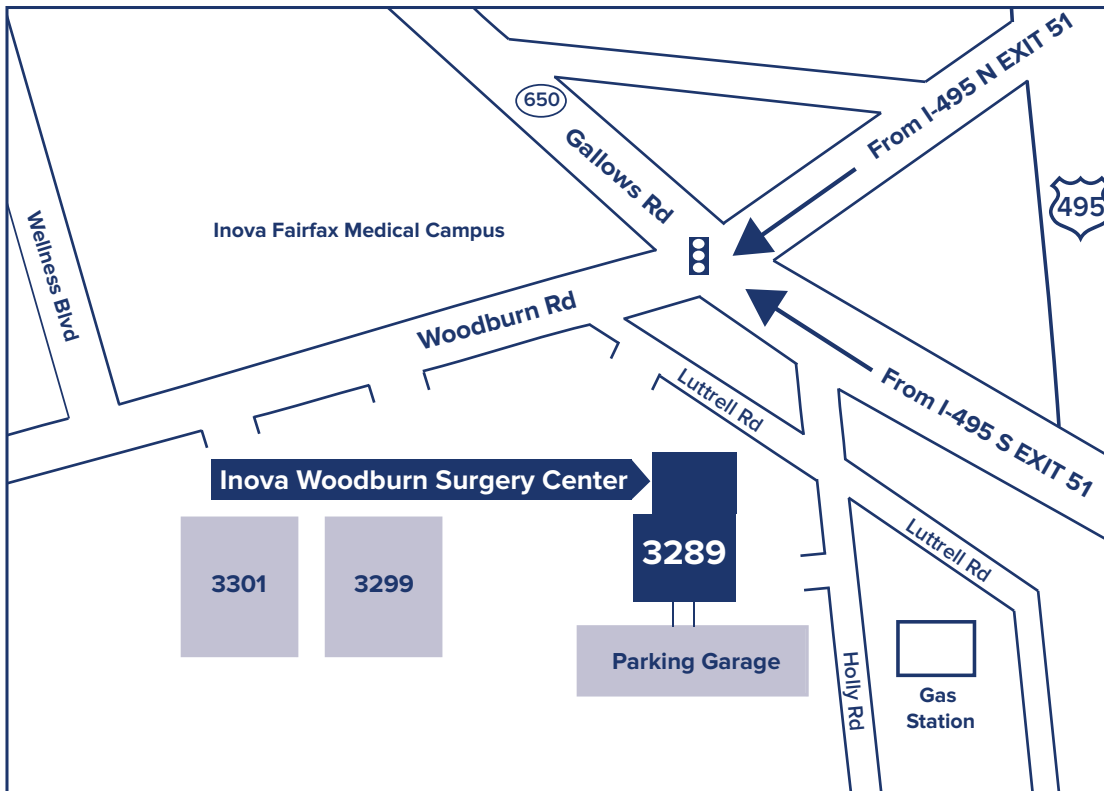 From I-495 N EXIT 51
650
Gallows Rd
495
Wellness Blvd
Inova Fairfax Medical Campus
Woodburn Rd
Luttrell Rd
From I-495 S EXIT 51
Inova Woodburn Surgery Center
3289
Luttrell Rd
3301
3299
Parking Garage
Holly Rd
Gas
Station